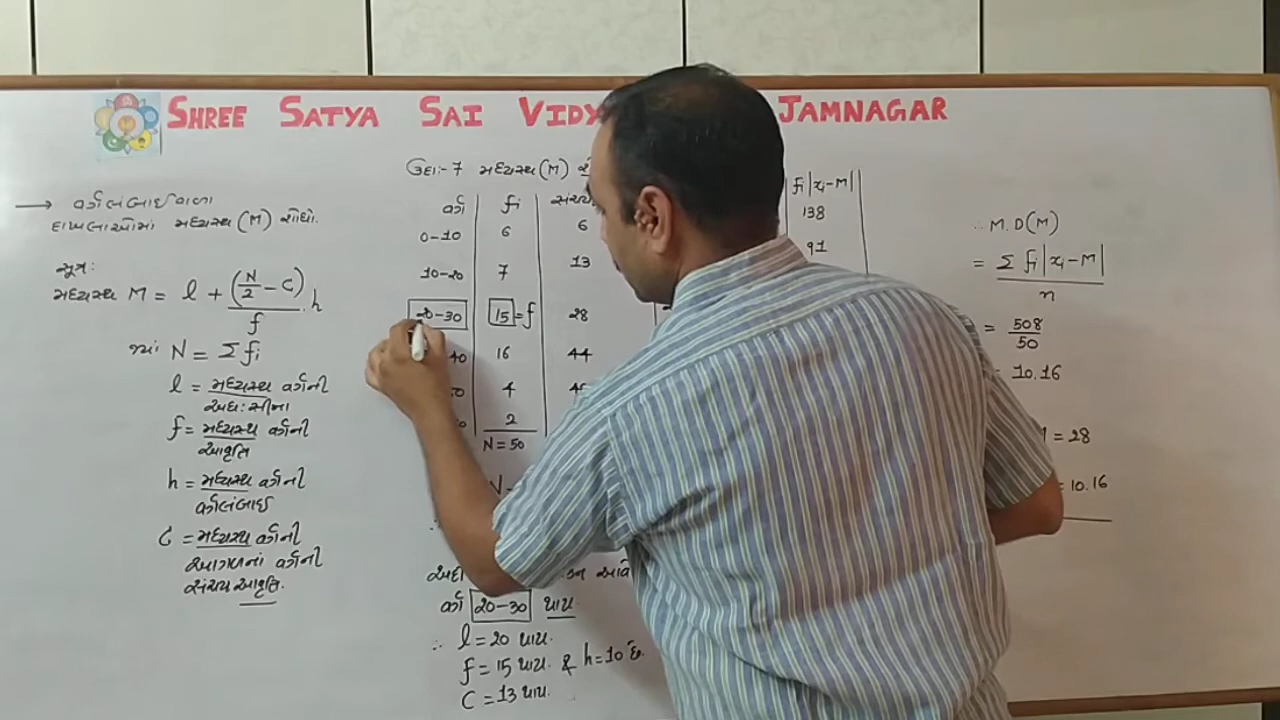 SHREE SATYA SAI JAMNAGAR
→ વર્ગલંબાઈવાળા
દાખલાઓમાં મધ્યસ્થ (M) શોધો.
સૂત્ર:
મધ્યસ્થ M = l + (N/2 - C) / f . h
જ્યાં N = Σ fi
l = મધ્યસ્થ વર્ગની
અધ:સીમા
f = મધ્યસ્થ વર્ગની
આવૃત્તિ
h = મધ્યસ્થ વર્ગની
વર્ગલંબાઈ
C = મધ્યસ્થ વર્ગની
આગળનાં વર્ગની
સંચયી આવૃત્તિ.
ઉદા:-7 મધ્યસ્થ (M)
વર્ગ fi fi|xi-M|
0-10 6 6 138
10-20 7 13 91
20-30 15 = f 28
40 16 44
4
2
N = 50
વર્ગ 20-30 થાય
∴ l = 20 થાય.
f = 15 થાય. & h = 10 છે.
C = 13 થાય.
∴ M.D(M)
= Σ fi|xi-M| / n
= 508/50
= 10.16
= 28
= 10.16